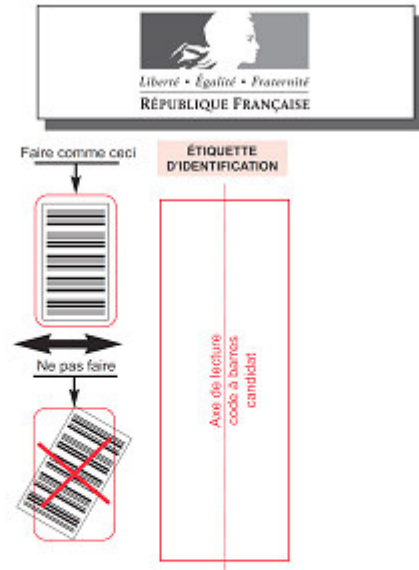 Liberté • Égalité • Fraternité
RÉPUBLIQUE FRANÇAISE
Faire comme ceci
ÉTIQUETTE
D'IDENTIFICATION
Axe de lecture
code à barres
candidat
Ne pas faire